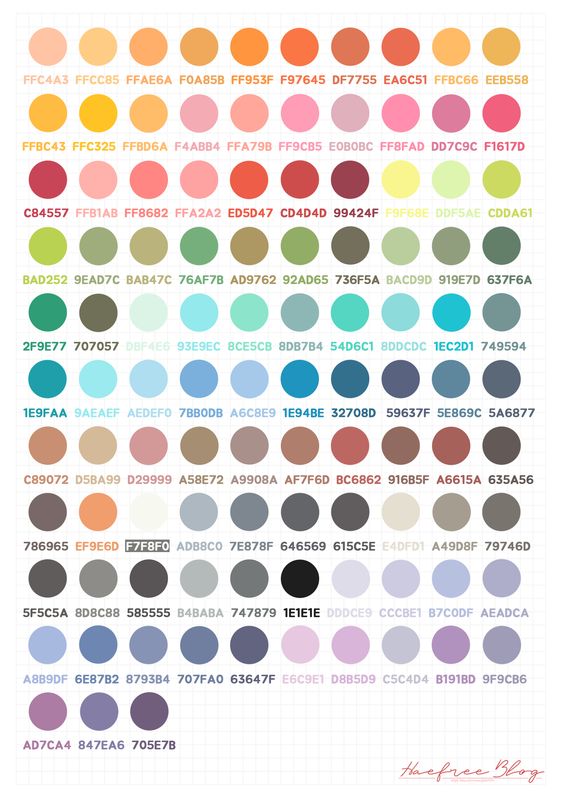 FFC4A3 FFCC85 FFAE6A F0A85B FF953F F97645 DF7755 EA6C51 FFBC66 EEB558
FFBC43 FFC325 FFBD6A F4ABB4 FFA79B FF9CB5 E0B0BC FF8FAD DD7C9C F1617D
C84557 FFB1AB FF8682 FFA2A2 ED5D47 CD4D4D 99424F F9F68E DDF5AE CDDA61
BAD252 9EAD7C BAB47C 76AF7B AD9762 92AD65 736F5A BACD9D 919E7D 637F6A
2F9E77 707057 DBF4E6 93E9EC 8CE5CB 8DB7B4 54D6C1 8DDCDC 1EC2D1 749594
1E9FAA 9AEAEF AEDEF0 7BB0DB A6C8E9 1E94BE 32708D 59637F 5E869C 5A6877
C89072 D5BA99 D29999 A58E72 A9908A AF7F6D BC6862 916B5F A6615A 635A56
786965 EF9E6D F7F8F0 ADB8C0 7E878F 646569 615C5E E4DFD1 A49D8F 79746D
5F5C5A 8D8C88 585555 B4BABA 747879 1E1E1E DDDCE9 CCCBE1 B7C0DF AEADCA
A8B9DF 6E87B2 8793B4 707FA0 63647F E6C9E1 D8B5D9 C5C4D4 B191BD 9F9CB6
AD7CA4 847EA6 705E7B
Haefree Blog